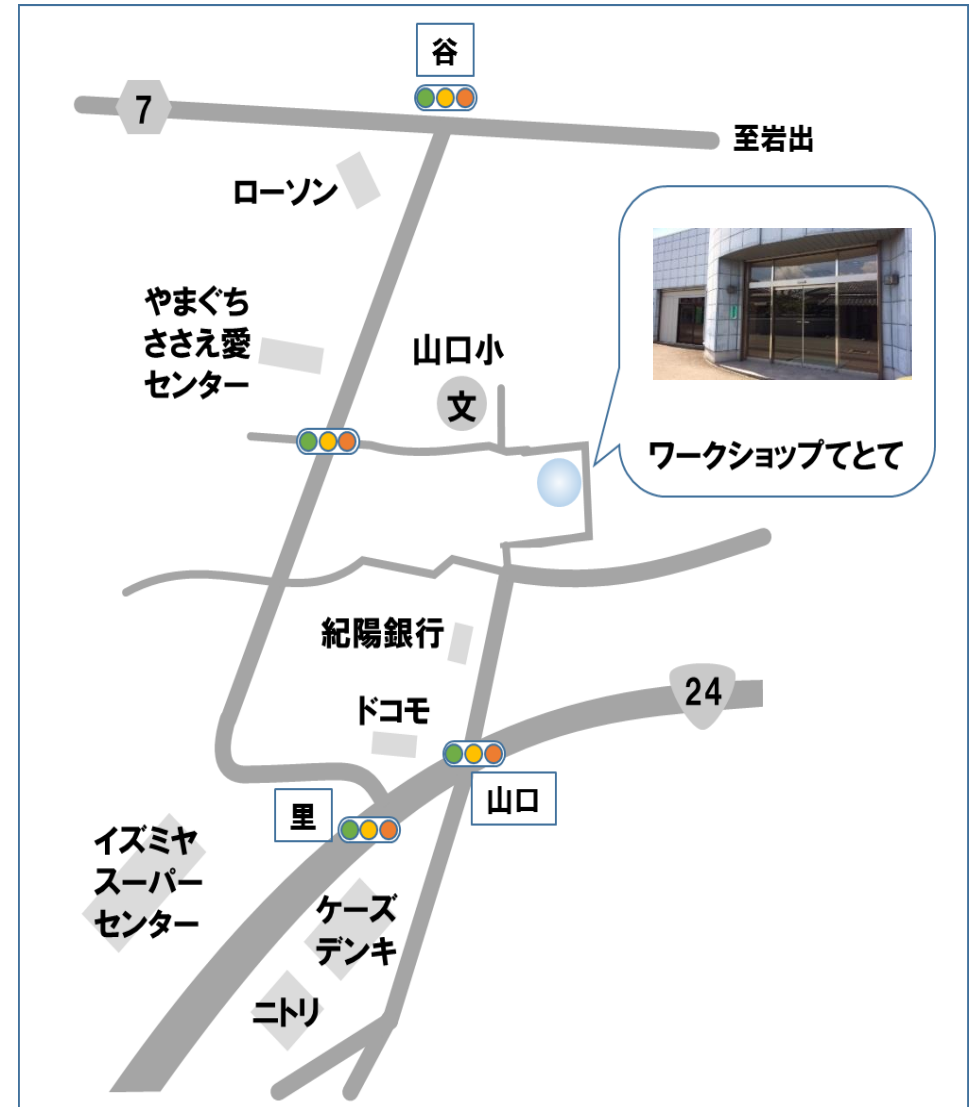 谷
7
至岩出
ローソン
やまぐち
ささえ愛
センター
山口小
文
ワークショップてとて
紀陽銀行
24
ドコモ
山口
里
イズミヤ
スーパー
センター
ケーズ
デンキ
ニトリ